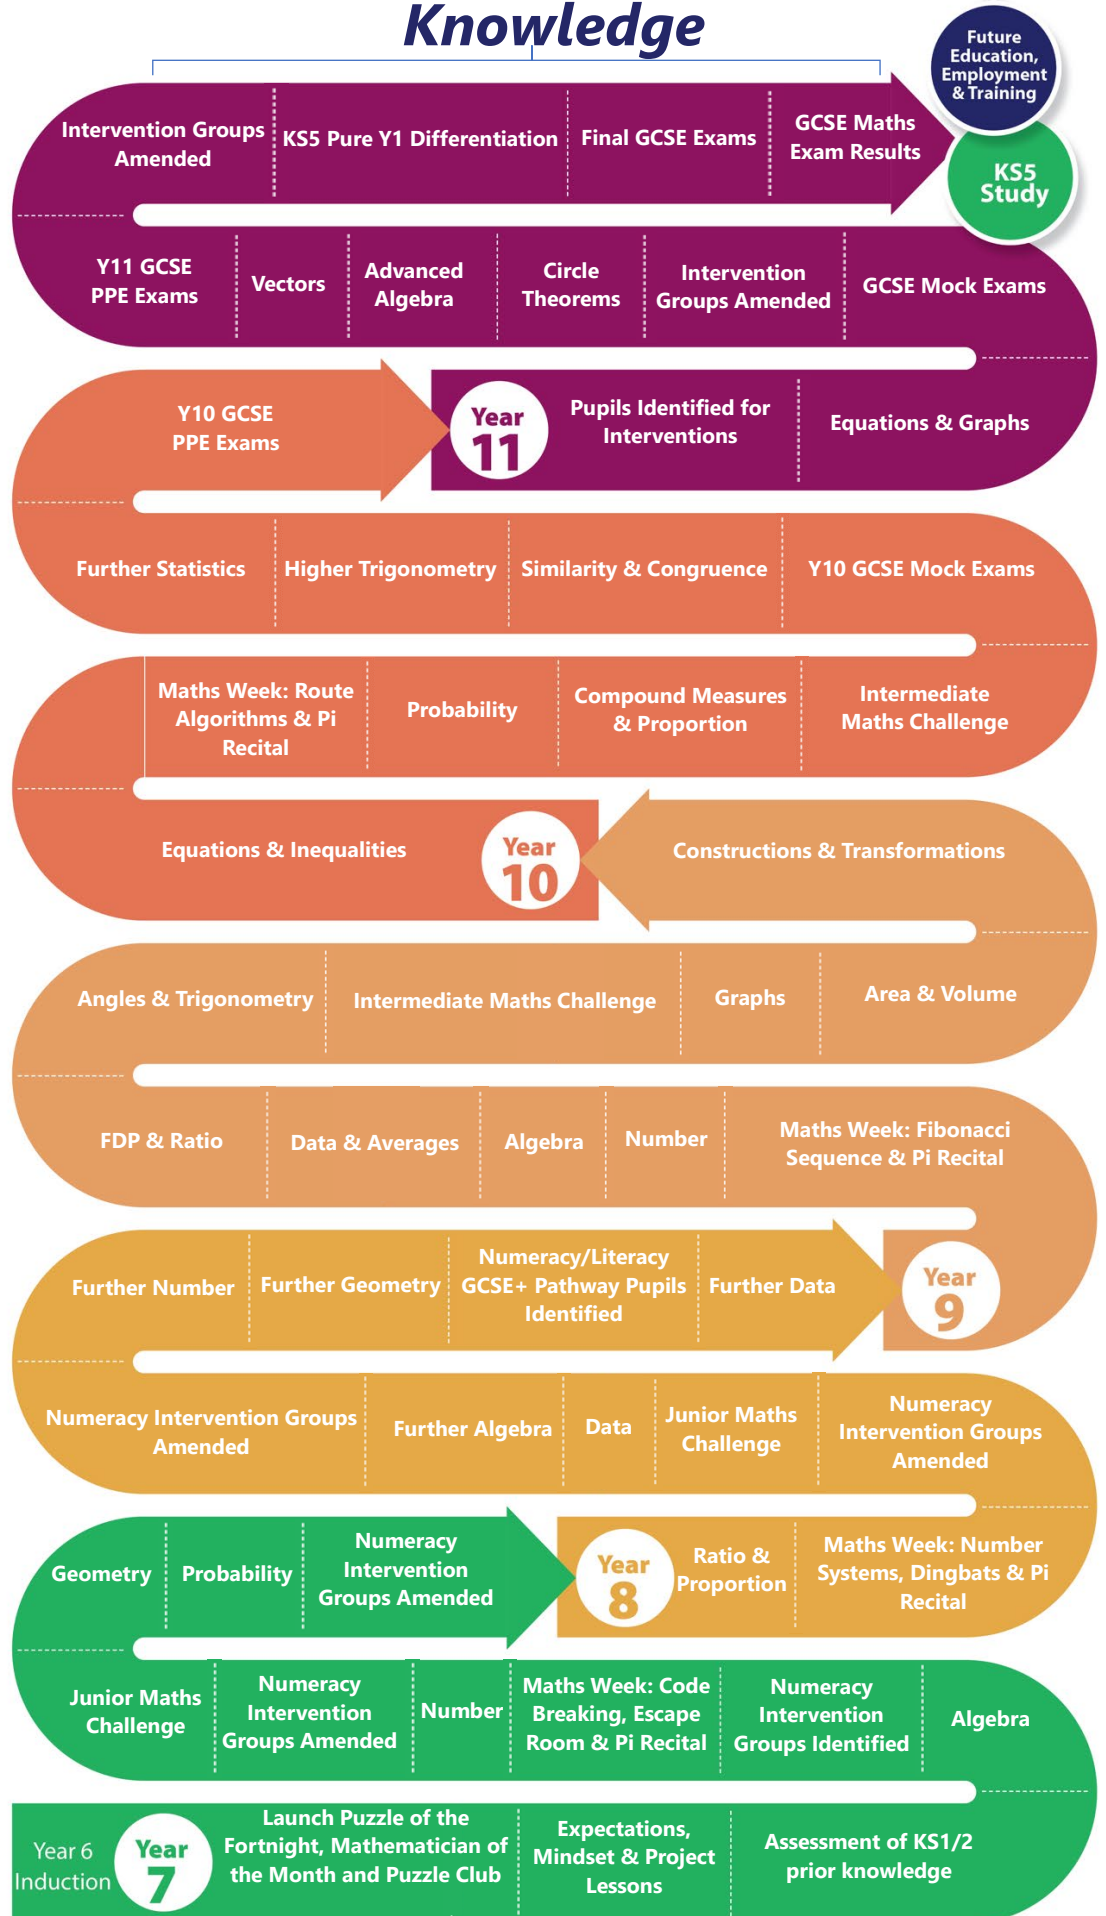 Knowledge
Future
Education,
Employment
& Training
KS5
Study
Intervention Groups
Amended
KS5 Pure Y1 Differentiation
Final GCSE Exams
GCSE Maths
Exam Results
Y11 GCSE
PPE Exams
Vectors
Advanced
Algebra
Circle
Theorems
Intervention
Groups Amended
GCSE Mock Exams
Y10 GCSE
PPE Exams
Year
11
Pupils Identified for
Interventions
Equations & Graphs
Further Statistics
Higher Trigonometry
Similarity & Congruence
Y10 GCSE Mock Exams
Maths Week: Route
Algorithms & Pi
Recital
Probability
Compound Measures
& Proportion
Intermediate
Maths Challenge
Equations & Inequalities
Year
10
Constructions & Transformations
Angles & Trigonometry
Intermediate Maths Challenge
Graphs
Area & Volume
FDP & Ratio
Data & Averages
Algebra
Number
Maths Week: Fibonacci
Sequence & Pi Recital
Further Number
Further Geometry
Numeracy/Literacy
GCSE+ Pathway Pupils
Identified
Further Data
Year
9
Numeracy Intervention Groups
Amended
Further Algebra
Data
Junior Maths
Challenge
Numeracy
Intervention Groups
Amended
Geometry
Probability
Numeracy
Intervention
Groups Amended
Year
8
Ratio &
Proportion
Maths Week: Number
Systems, Dingbats & Pi
Recital
Junior Maths
Challenge
Numeracy
Intervention
Groups Amended
Number
Maths Week: Code
Breaking, Escape
Room & Pi Recital
Numeracy
Intervention
Groups Identified
Algebra
Year 6
Induction
Year
7
Launch Puzzle of the
Fortnight, Mathematician of
the Month and Puzzle Club
Expectations,
Mindset & Project
Lessons
Assessment of KS1/2
prior knowledge